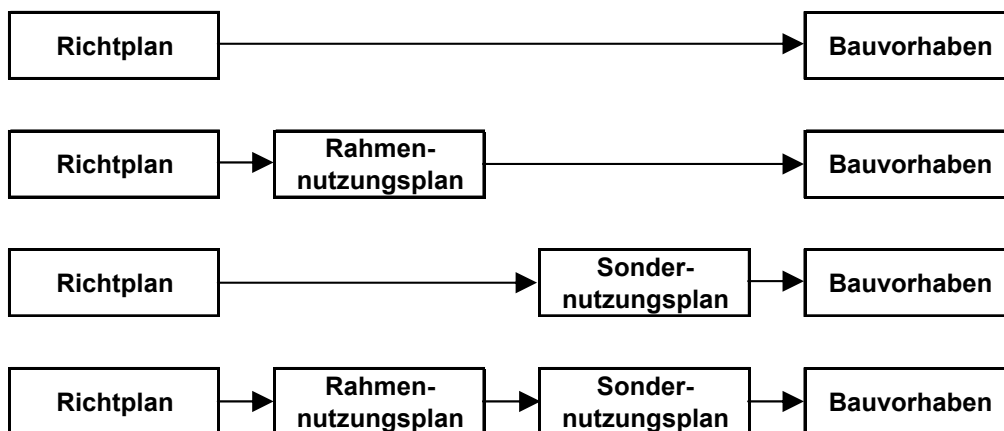 Richtplan
Bauvorhaben
Richtplan
Rahmen-
nutzungsplan
Bauvorhaben
Richtplan
Sonder-
nutzungsplan
Bauvorhaben
Richtplan
Rahmen-
nutzungsplan
Sonder-
nutzungsplan
Bauvorhaben